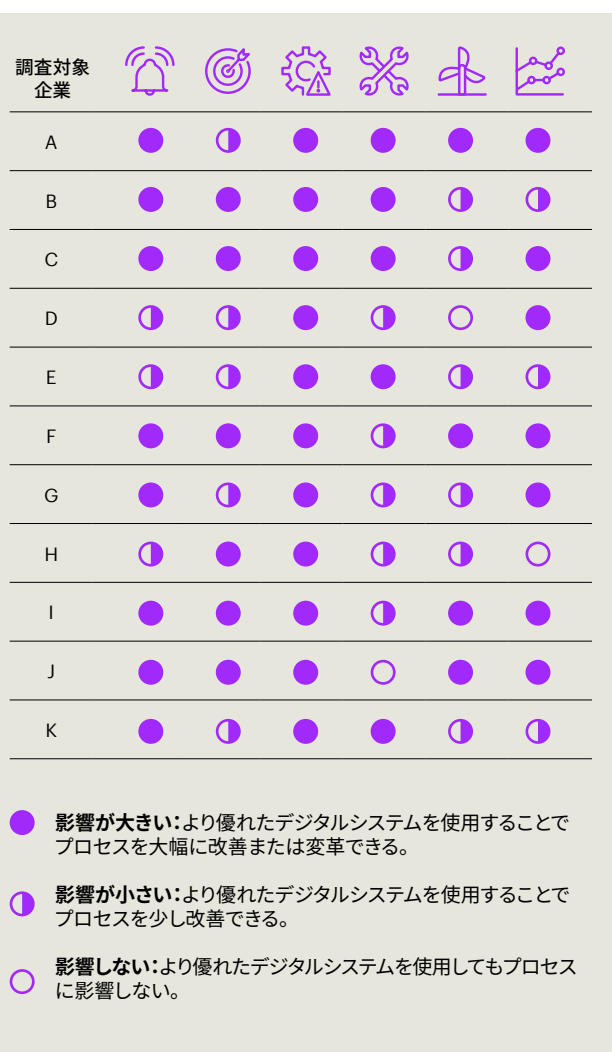 調査対象
企業
A
B
C
D
E
F
G
H
I
J
K
影響が大きい：より優れたデジタルシステムを使用することで
プロセスを大幅に改善または変革できる。
影響が小さい：より優れたデジタルシステムを使用することで
プロセスを少し改善できる。
影響しない：より優れたデジタルシステムを使用してもプロセス
に影響しない。